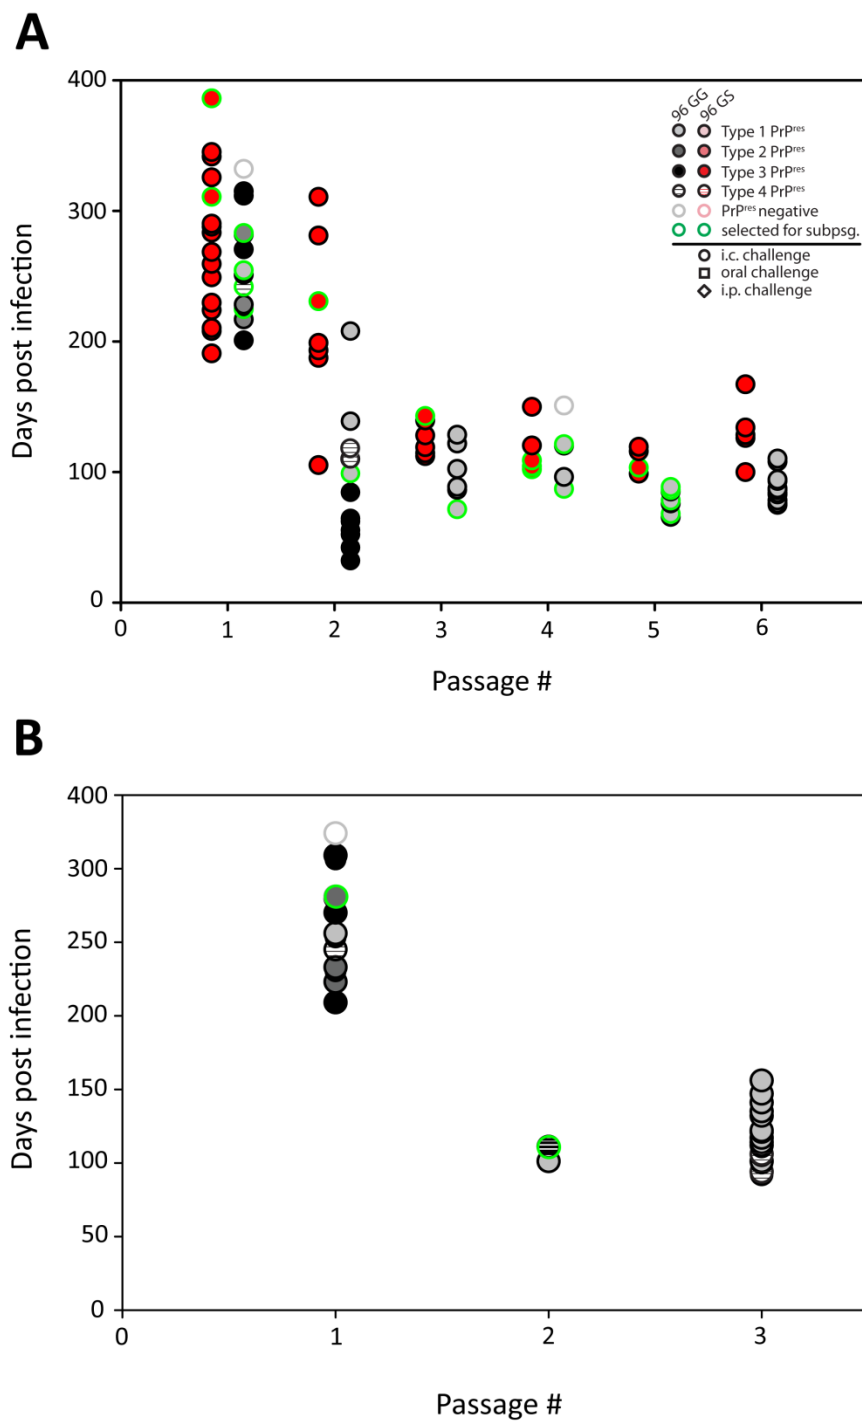 A
400
300
200
100
0
Days post infection
0 1 2 3 4 5 6
Passage #
96 GG 96 GS
Type 1 PrPres
Type 2 PrPres
Type 3 PrPres
Type 4 PrPres
PrPres negative
selected for subpsg.
i.c. challenge
oral challenge
i.p. challenge
B
400
300
250
200
150
100
50
0
Days post infection
0 1 2 3
Passage #